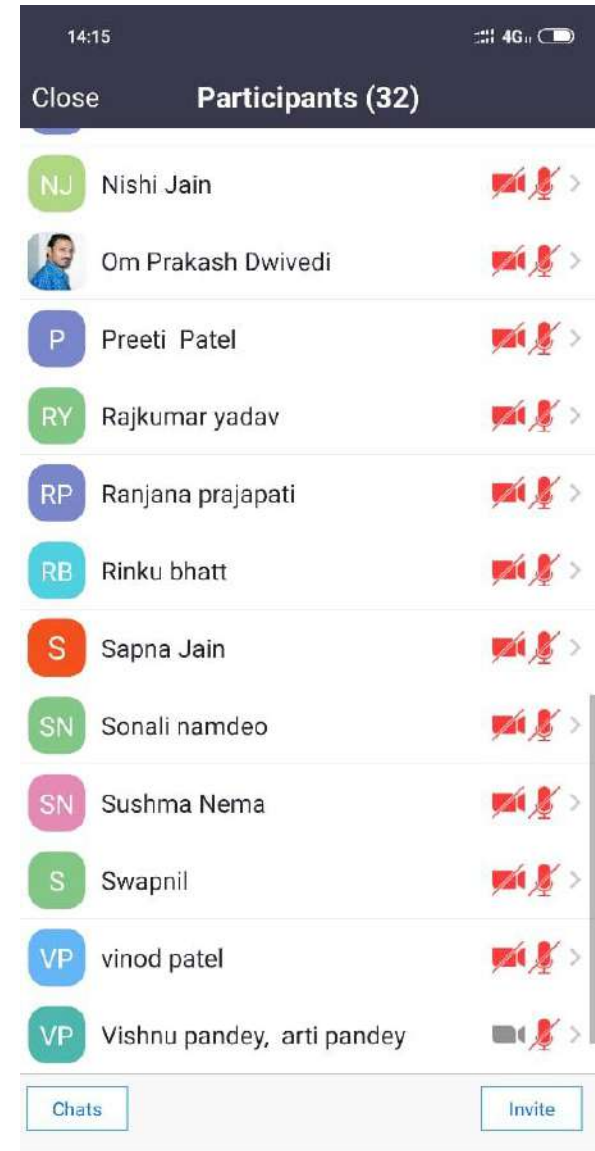 14:15 4G
Close Participants (32)
NJ Nishi Jain
Om Prakash Dwivedi
P Preeti Patel
RY Rajkumar yadav
RP Ranjana prajapati
RB Rinku bhatt
S Sapna Jain
SN Sonali namdeo
SN Sushma Nema
S Swapnil
VP vinod patel
VP Vishnu pandey, arti pandey
Chats Invite